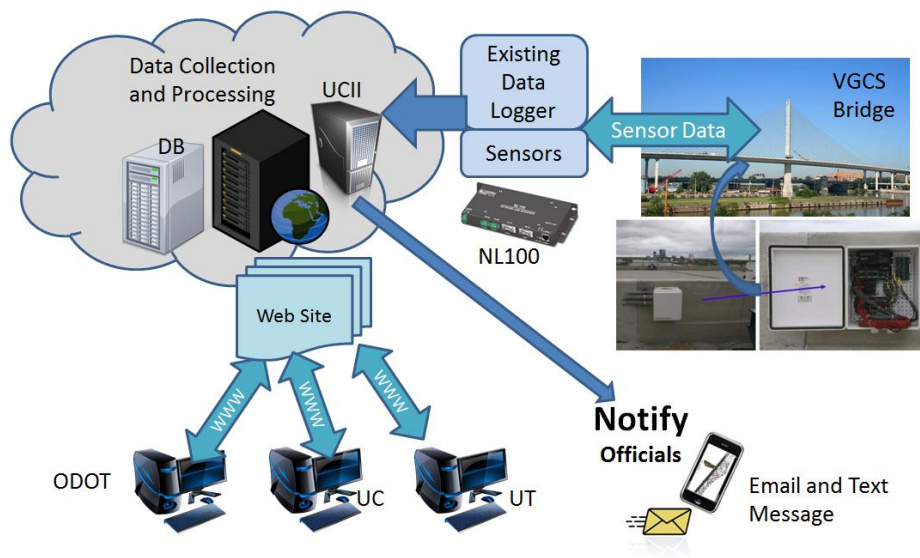 Data Collection
and Processing
UCII
DB
Existing
Data
Logger
Sensors
Sensor Data
VGCS
Bridge
NL100
Web Site
WWW
WWW
WWW
ODOT
UC
UT
Notify
Officials
Email and Text
Message